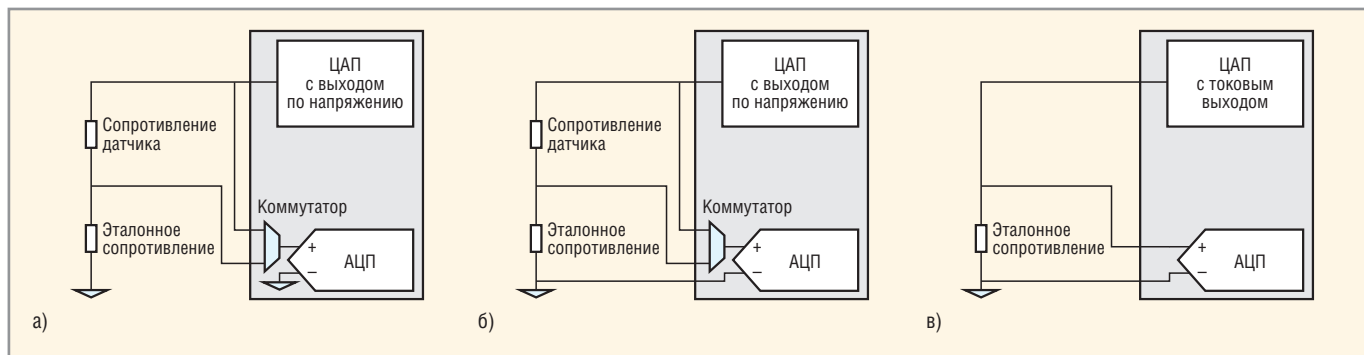 ЦАП
с выходом
по напряжению
Сопротивление
датчика
Коммутатор
Эталонное
сопротивление
+
–
АЦП
а)
ЦАП
с выходом
по напряжению
Сопротивление
датчика
Коммутатор
Эталонное
сопротивление
+
–
АЦП
б)
ЦАП
с токовым
выходом
Эталонное
сопротивление
+
–
АЦП
в)